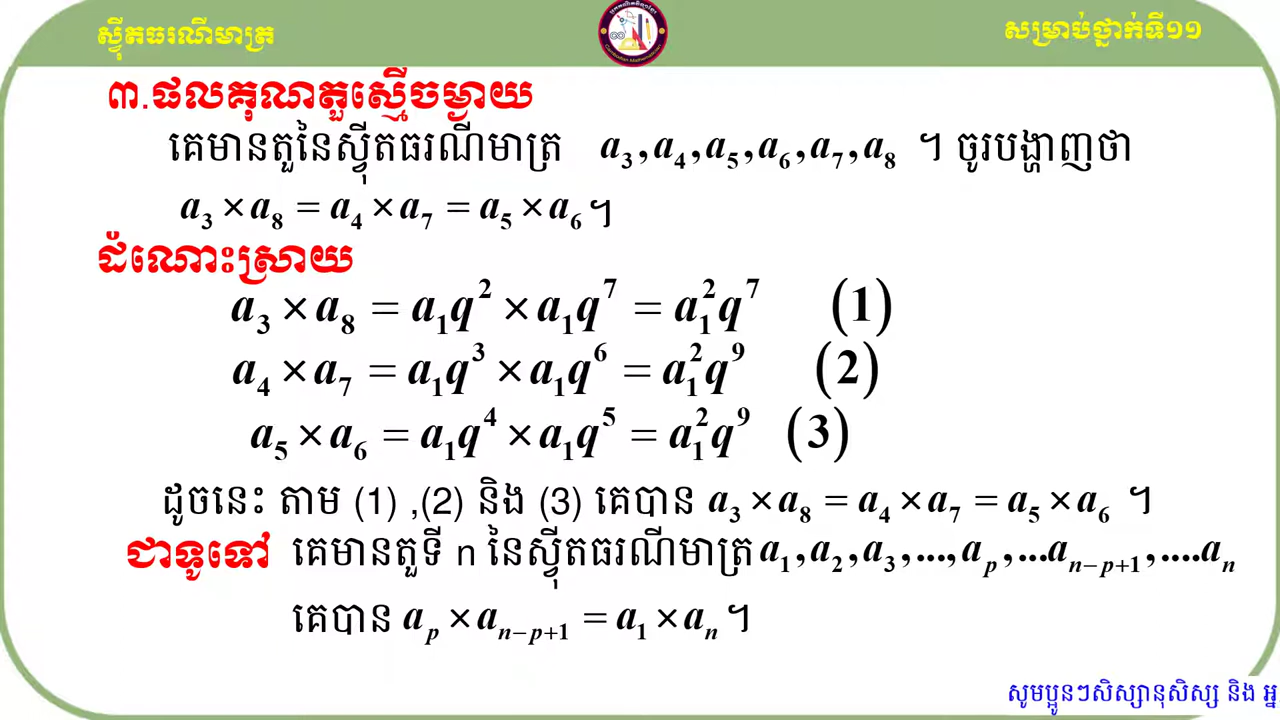 ស្វ៊ីតធរណីមាត្រ
សម្រាប់ថ្នាក់ទី១១
៣.ផលគុណតួស្មើចម្ងាយ
គេមានតួនៃស្វ៊ីតធរណីមាត្រ a₃,a₄,a₅,a₆,a₇,a₈ ។ ចូរបង្ហាញថា
a₃×a₈=a₄×a₇=a₅×a₆។
ដំណោះស្រាយ
a₃×a₈=a₁q²×a₁q⁷=a₁²q⁷ (1)
a₄×a₇=a₁q³×a₁q⁶=a₁²q⁹ (2)
a₅×a₆=a₁q⁴×a₁q⁵=a₁²q⁹ (3)
ដូចនេះ តាម (1) ,(2) និង (3) គេបាន a₃×a₈=a₄×a₇=a₅×a₆ ។
ជាទូទៅ គេមានតួទី n នៃស្វ៊ីតធរណីមាត្រ a₁,a₂,a₃,...,aₚ,...aₙ₋ₚ₊₁,....aₙ
គេបាន aₚ×aₙ₋ₚ₊₁=a₁×aₙ ។
សូមប្អូនៗសិស្សានុសិស្ស និង អ្ន